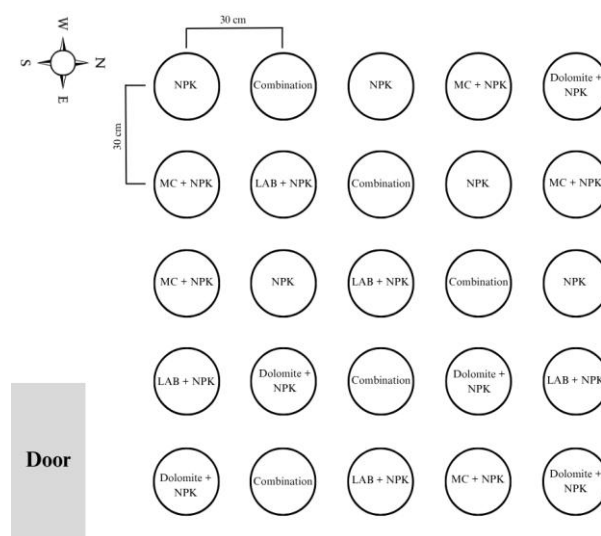 30 cm
W
S
N
E
30 cm
NPK
Combination
NPK
MC + NPK
Dolomite +
NPK
MC + NPK
LAB + NPK
Combination
NPK
MC + NPK
MC + NPK
NPK
LAB + NPK
Combination
NPK
LAB + NPK
Dolomite +
NPK
Combination
Dolomite +
NPK
LAB + NPK
Door
Dolomite +
NPK
Combination
LAB + NPK
MC + NPK
Dolomite +
NPK